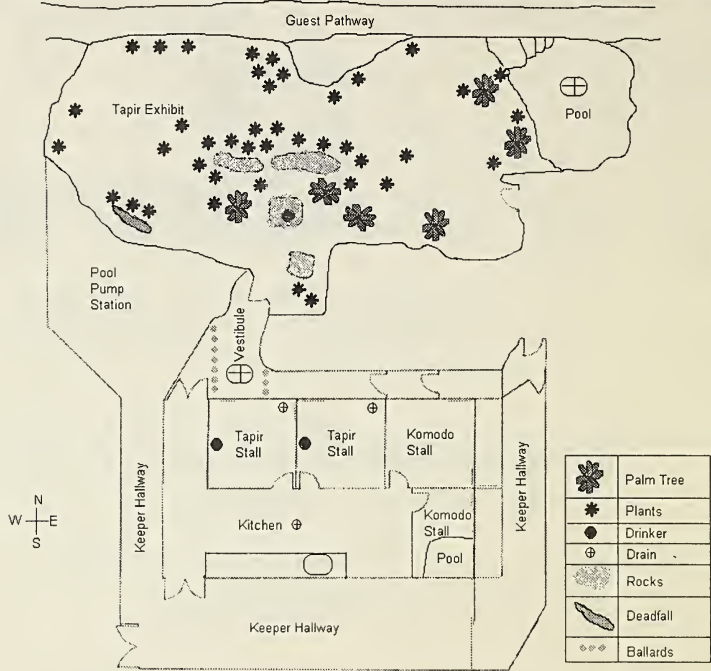 Guest Pathway
Tapir Exhibit
Pool
Pool
Pump
Station
Vestibule
Tapir
Stall
Tapir
Stall
Komodo
Stall
Keeper Hallway
Keeper Hallway
Kitchen
Komodo
Stall
Pool
Keeper Hallway
N
W
E
S
Palm Tree
Plants
Drinker
Drain
Rocks
Deadfall
Ballards